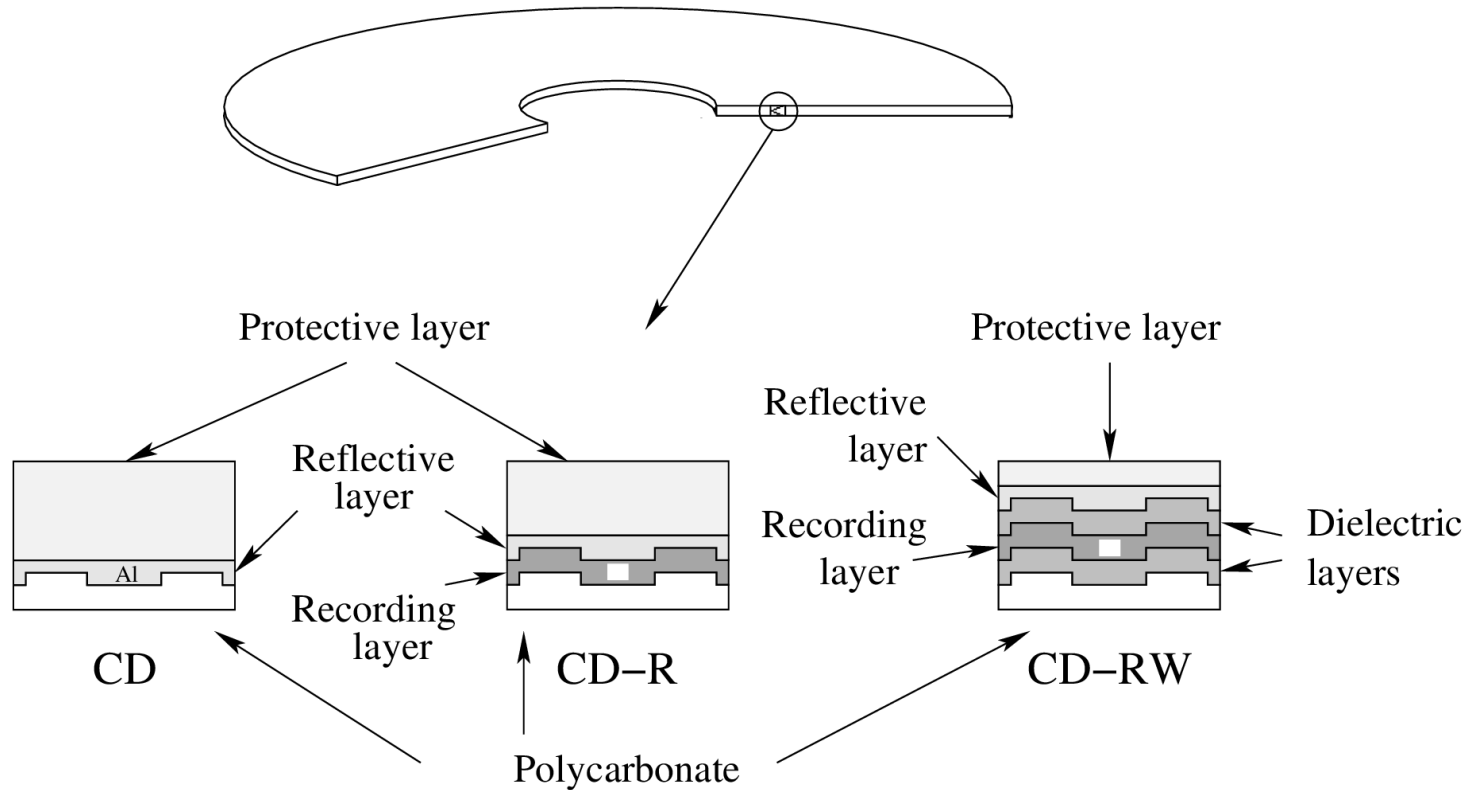 Protective layer
Protective layer
Reflective
layer
Reflective
layer
Recording
layer
Dielectric
layers
Al
Recording
layer
CD
CD–R
CD–RW
Polycarbonate